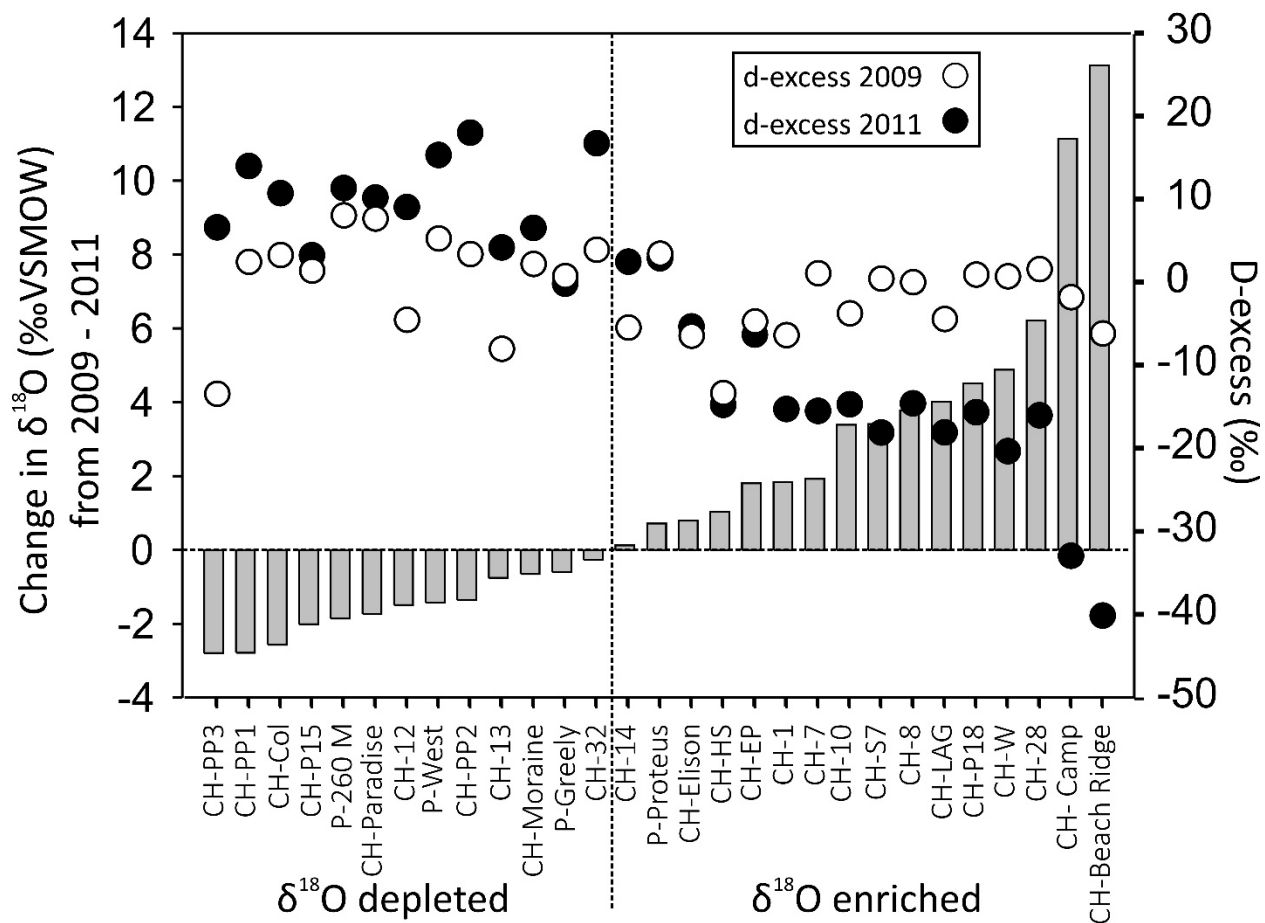 Change in δ¹⁸O (‰VSMOW)
from 2009 - 2011
14
12
10
8
6
4
2
0
-2
-4
d-excess 2009
d-excess 2011
30
20
10
0
-10
-20
-30
-40
-50
D-excess (‰)
CH-PP3
CH-PP1
CH-Col
CH-P15
P-260 M
CH-Paradise
CH-12
P-West
CH-PP2
CH-13
CH-Moraine
P-Greely
CH-32
CH-14
P-Proteus
CH-Elison
CH-HS
CH-EP
CH-1
CH-7
CH-10
CH-S7
CH-8
CH-LAG
CH-P18
CH-W
CH-28
CH- Camp
CH-Beach Ridge
δ¹⁸O depleted
δ¹⁸O enriched